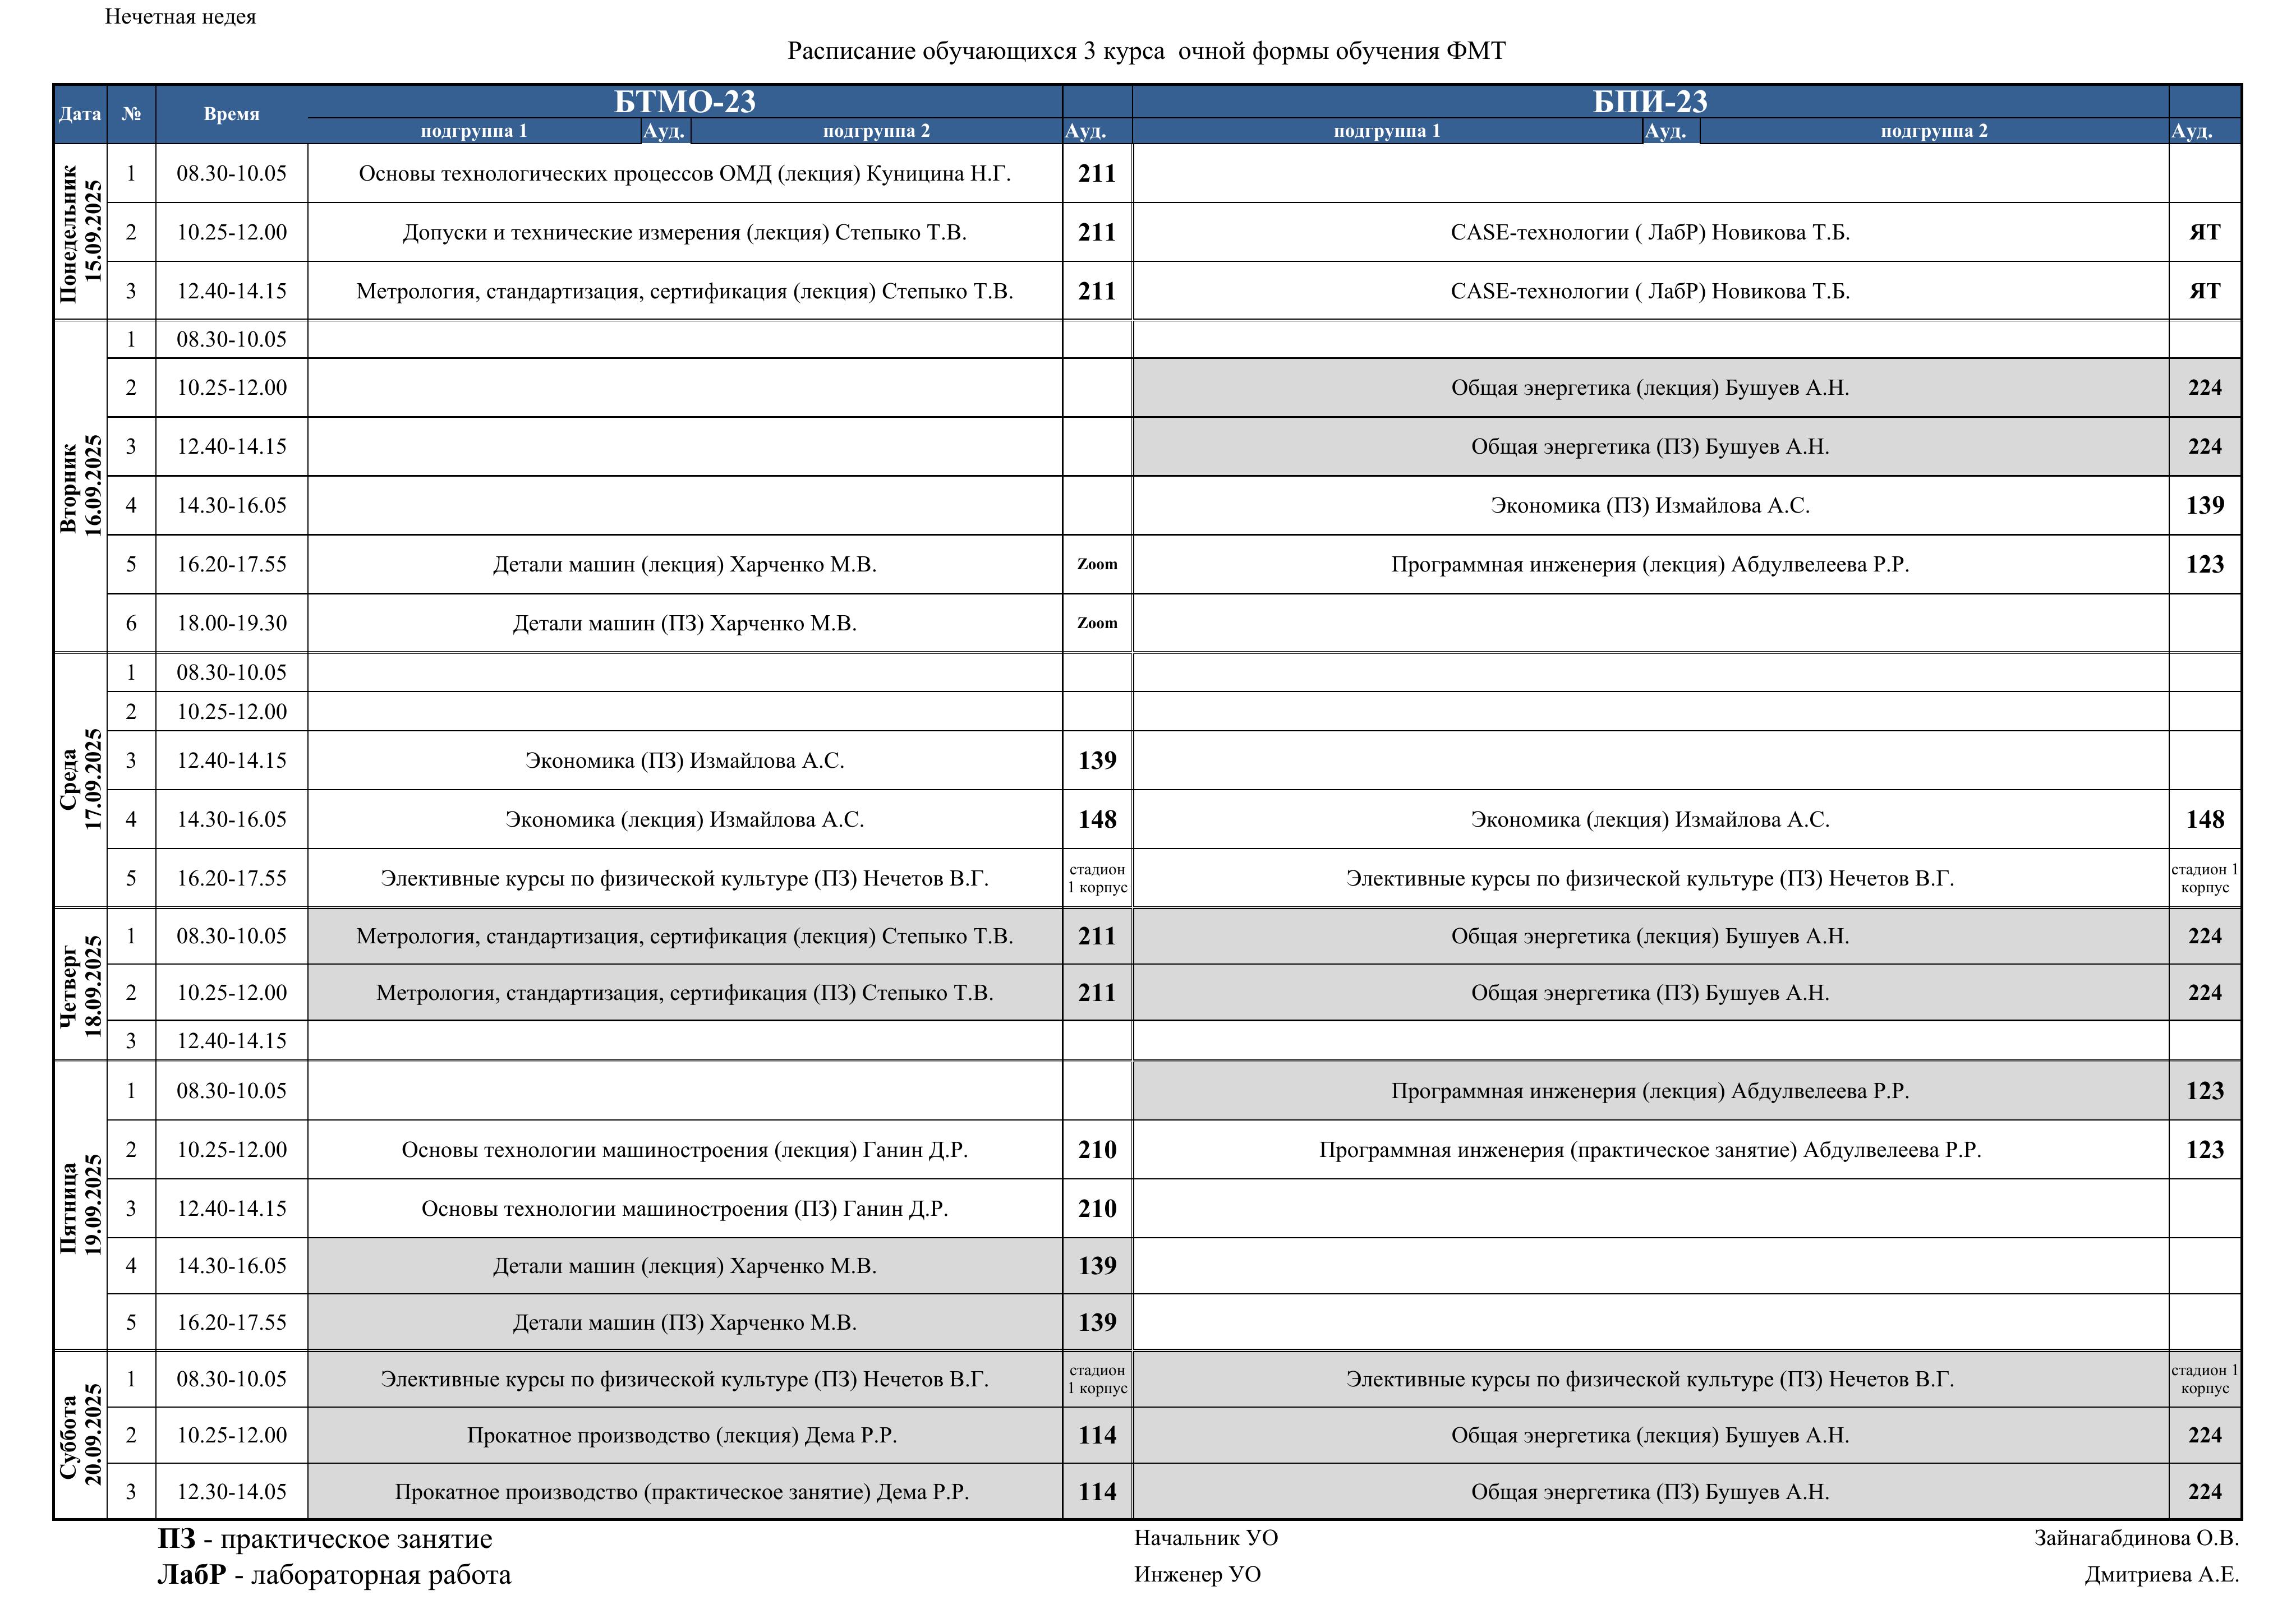 Нечетная недея
Расписание обучающихся 3 курса  очной формы обучения ФМТ
Дата № Время БТМО-23 БПИ-23
подгруппа 1 Ауд. подгруппа 2 Ауд. подгруппа 1 Ауд. подгруппа 2 Ауд.
Понедельник
15.09.2025
1 08.30-10.05 Основы технологических процессов ОМД (лекция) Куницина Н.Г. 211
2 10.25-12.00 Допуски и технические измерения (лекция) Степыко Т.В. 211 CASE-технологии ( ЛабР) Новикова Т.Б. ЯТ
3 12.40-14.15 Метрология, стандартизация, сертификация (лекция) Степыко Т.В. 211 CASE-технологии ( ЛабР) Новикова Т.Б. ЯТ
Вторник
16.09.2025
1 08.30-10.05
2 10.25-12.00 Общая энергетика (лекция) Бушуев А.Н. 224
3 12.40-14.15 Общая энергетика (ПЗ) Бушуев А.Н. 224
4 14.30-16.05 Экономика (ПЗ) Измайлова А.С. 139
5 16.20-17.55 Детали машин (лекция) Харченко М.В. Zoom Программная инженерия (лекция) Абдулвелеева Р.Р. 123
6 18.00-19.30 Детали машин (ПЗ) Харченко М.В. Zoom
Среда
17.09.2025
1 08.30-10.05
2 10.25-12.00
3 12.40-14.15 Экономика (ПЗ) Измайлова А.С. 139
4 14.30-16.05 Экономика (лекция) Измайлова А.С. 148 Экономика (лекция) Измайлова А.С. 148
5 16.20-17.55 Элективные курсы по физической культуре (ПЗ) Нечетов В.Г. стадион 1 корпус Элективные курсы по физической культуре (ПЗ) Нечетов В.Г. стадион 1 корпус
Четверг
18.09.2025
1 08.30-10.05 Метрология, стандартизация, сертификация (лекция) Степыко Т.В. 211 Общая энергетика (лекция) Бушуев А.Н. 224
2 10.25-12.00 Метрология, стандартизация, сертификация (ПЗ) Степыко Т.В. 211 Общая энергетика (ПЗ) Бушуев А.Н. 224
3 12.40-14.15
Пятница
19.09.2025
1 08.30-10.05 Программная инженерия (лекция) Абдулвелеева Р.Р. 123
2 10.25-12.00 Основы технологии машиностроения (лекция) Ганин Д.Р. 210 Программная инженерия (практическое занятие) Абдулвелеева Р.Р. 123
3 12.40-14.15 Основы технологии машиностроения (ПЗ) Ганин Д.Р. 210
4 14.30-16.05 Детали машин (лекция) Харченко М.В. 139
5 16.20-17.55 Детали машин (ПЗ) Харченко М.В. 139
Суббота
20.09.2025
1 08.30-10.05 Элективные курсы по физической культуре (ПЗ) Нечетов В.Г. стадион 1 корпус Элективные курсы по физической культуре (ПЗ) Нечетов В.Г. стадион 1 корпус
2 10.25-12.00 Прокатное производство (лекция) Дема Р.Р. 114 Общая энергетика (лекция) Бушуев А.Н. 224
3 12.30-14.05 Прокатное производство (практическое занятие) Дема Р.Р. 114 Общая энергетика (ПЗ) Бушуев А.Н. 224
ПЗ - практическое занятие Начальник УО Зайнагабдинова О.В.
ЛабР - лабораторная работа Инженер УО Дмитриева А.Е.